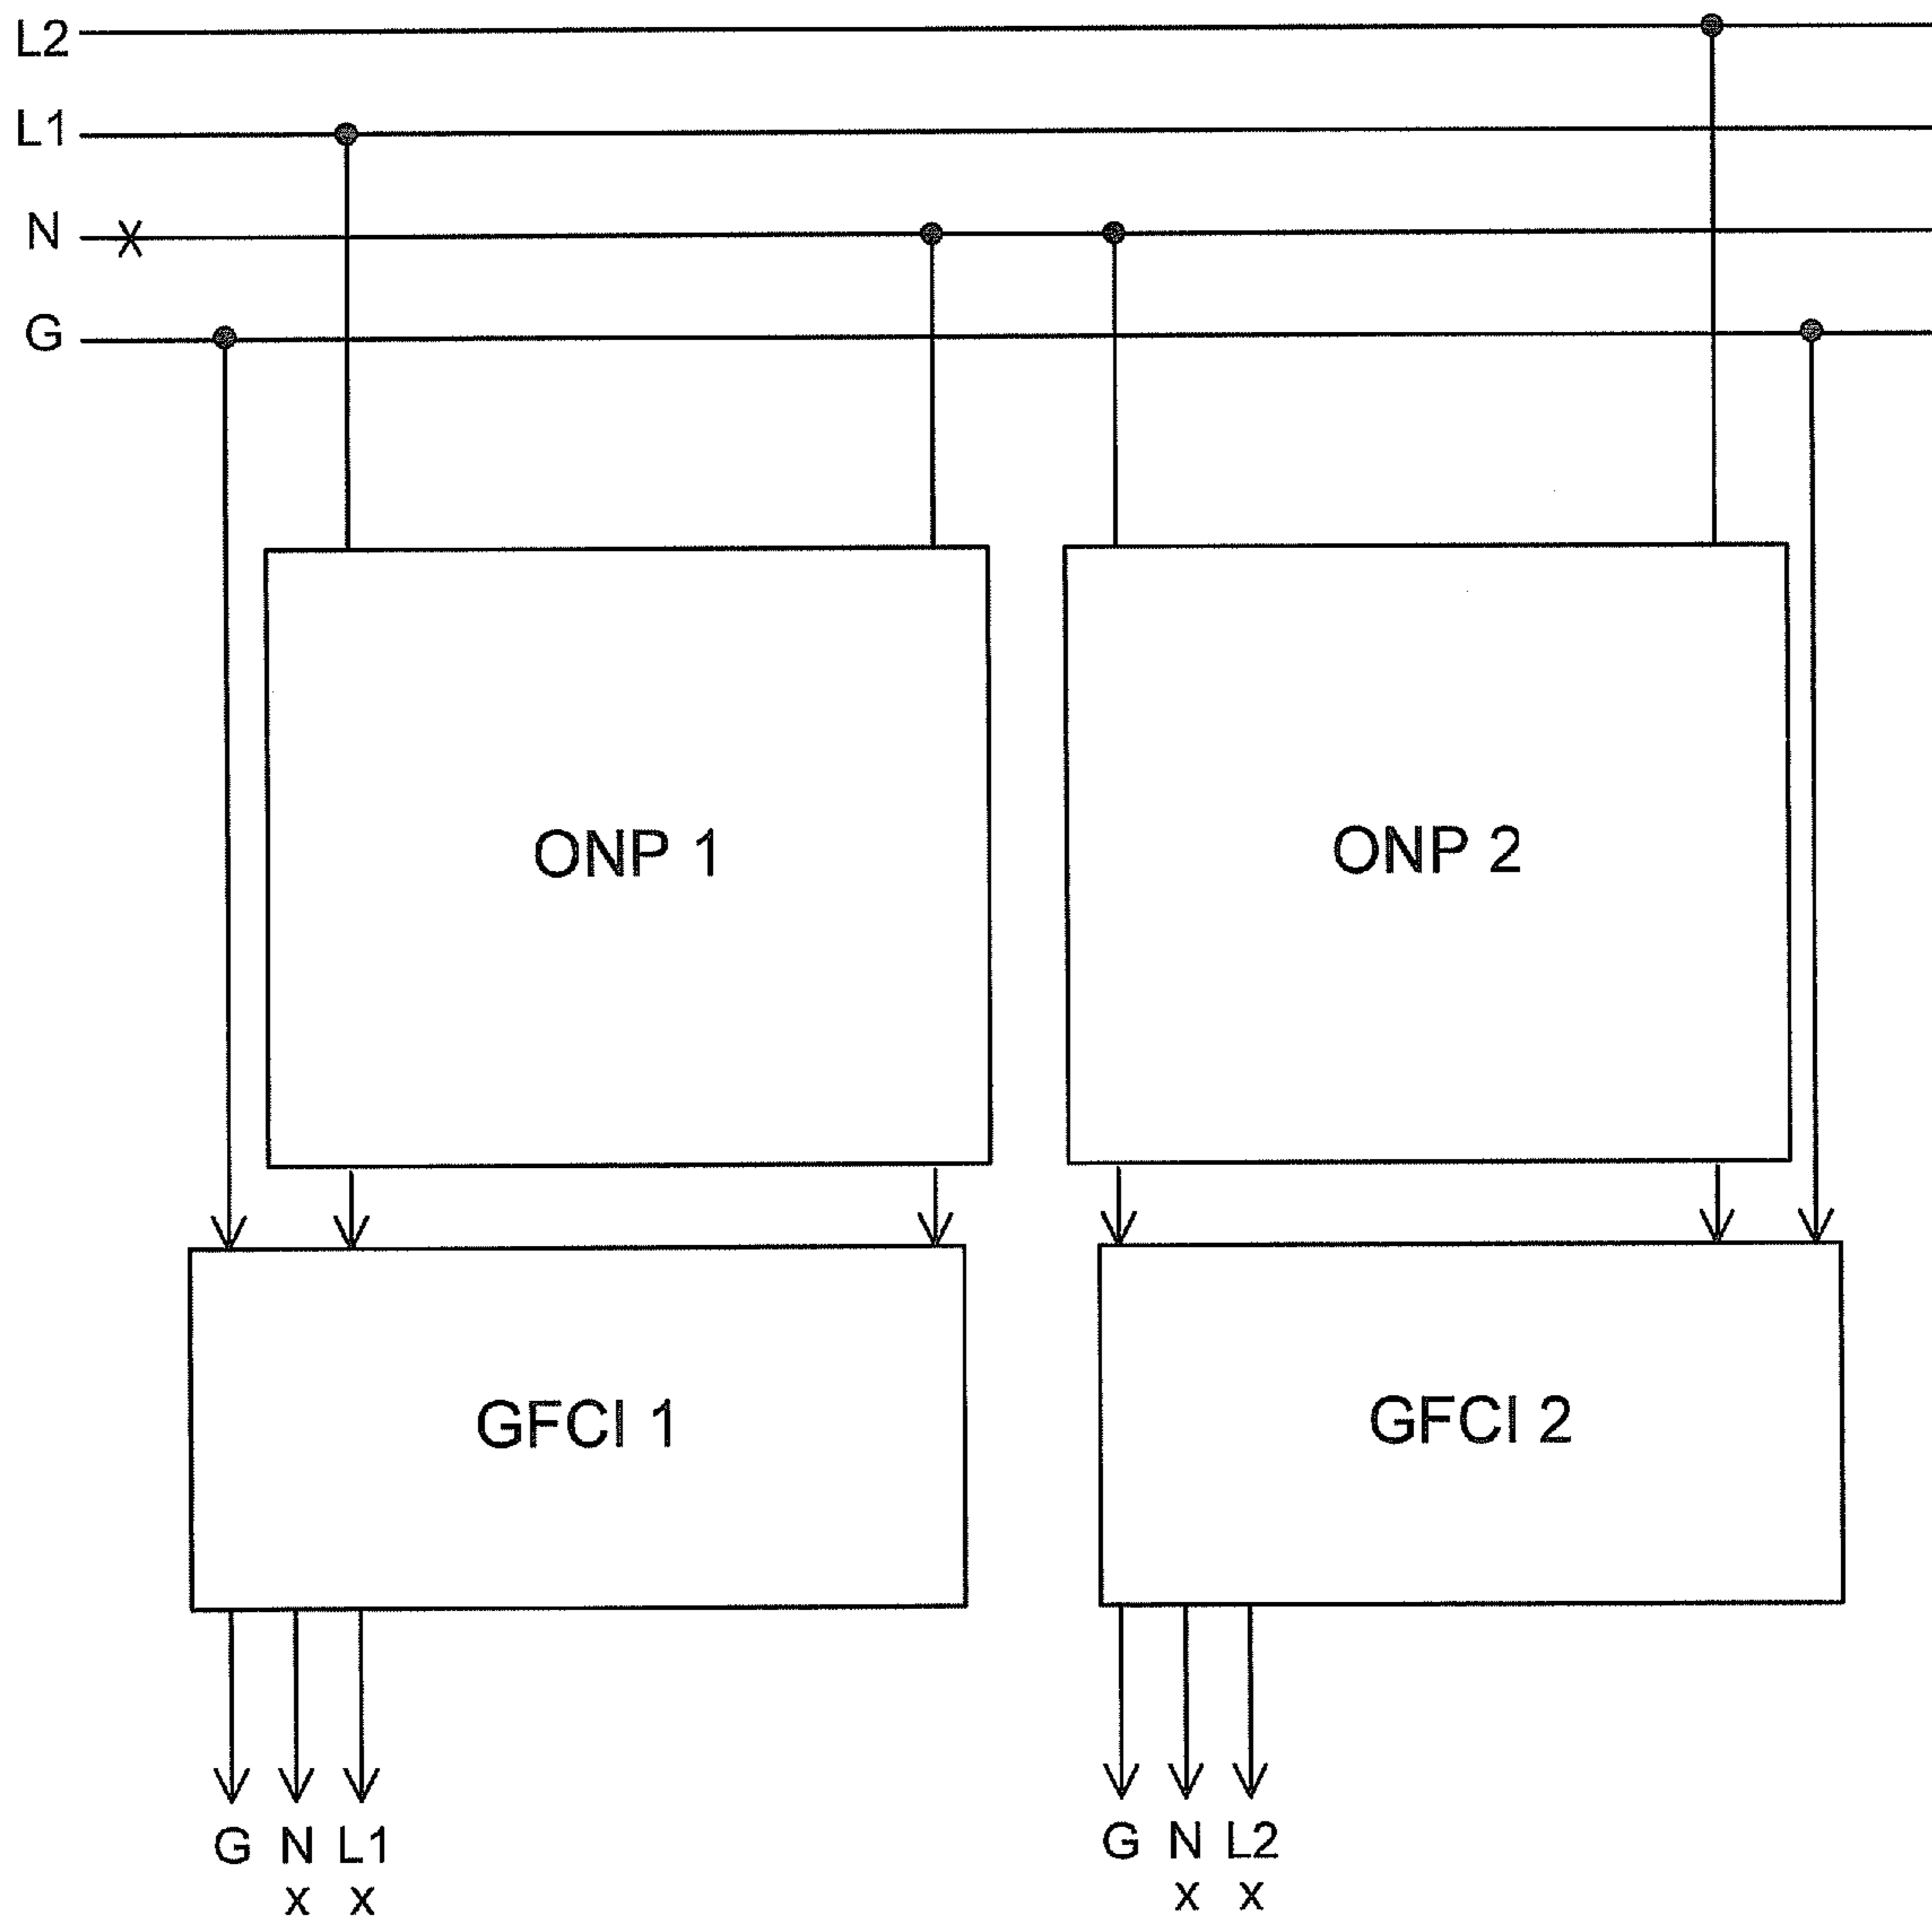 L2
L1
N X
G
ONP 1 ONP 2
GFCI 1 GFCI 2
G N L1 G N L2
x x x x